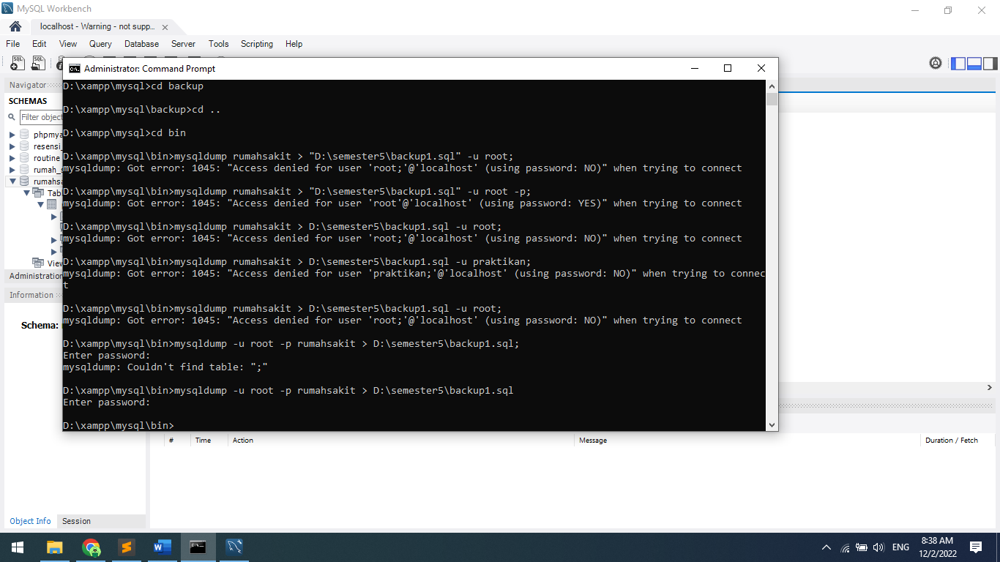 MySQL Workbench
localhost - Warning - not supp...
File Edit View Query Database Server Tools Scripting Help
Administrator: Command Prompt
Navigator
SCHEMAS
Filter objec
phpmya
resensi_
routine
rumah_s
rumahsa
Tab
View
Administration
Information
Schema:
D:\xampp\mysql>cd backup
D:\xampp\mysql\backup>cd ..
D:\xampp\mysql>cd bin
D:\xampp\mysql\bin>mysqldump rumahsakit > "D:\semester5\backup1.sql" -u root;
mysqldump: Got error: 1045: "Access denied for user 'root;'@'localhost' (using password: NO)" when trying to connect
D:\xampp\mysql\bin>mysqldump rumahsakit > "D:\semester5\backup1.sql" -u root -p;
mysqldump: Got error: 1045: "Access denied for user 'root'@'localhost' (using password: YES)" when trying to connect
D:\xampp\mysql\bin>mysqldump rumahsakit > D:\semester5\backup1.sql -u root;
mysqldump: Got error: 1045: "Access denied for user 'root;'@'localhost' (using password: NO)" when trying to connect
D:\xampp\mysql\bin>mysqldump rumahsakit > D:\semester5\backup1.sql -u praktikan;
mysqldump: Got error: 1045: "Access denied for user 'praktikan;'@'localhost' (using password: NO)" when trying to connec
t
D:\xampp\mysql\bin>mysqldump rumahsakit > D:\semester5\backup1.sql -u root;
mysqldump: Got error: 1045: "Access denied for user 'root;'@'localhost' (using password: NO)" when trying to connect
D:\xampp\mysql\bin>mysqldump -u root -p rumahsakit > D:\semester5\backup1.sql;
Enter password:
mysqldump: Couldn't find table: ";"
D:\xampp\mysql\bin>mysqldump -u root -p rumahsakit > D:\semester5\backup1.sql
Enter password:
D:\xampp\mysql\bin>
# Time Action Message Duration / Fetch
Object Info Session
ENG
8:38 AM
12/2/2022